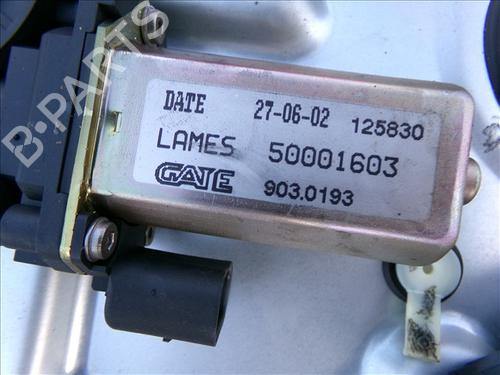 B-PARTS
DATE 27-06-02 125830
LAMES 50001603
GATE 903.0193